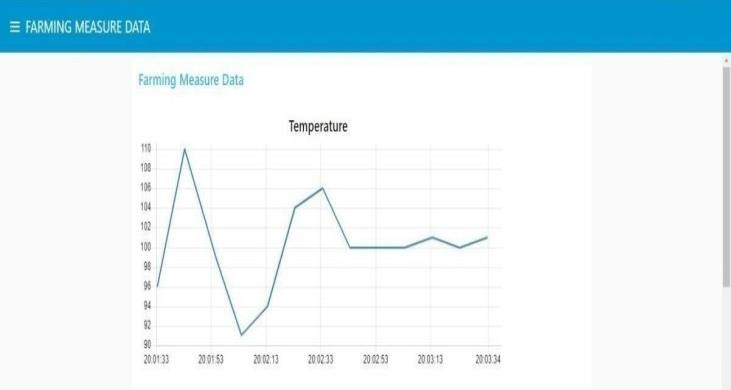 ☰ FARMING MEASURE DATA
Farming Measure Data
Temperature
110
108
106
104
102
100
98
96
94
92
90
20:01:33 20:01:53 20:02:13 20:02:33 20:02:53 20:03:13 20:03:34